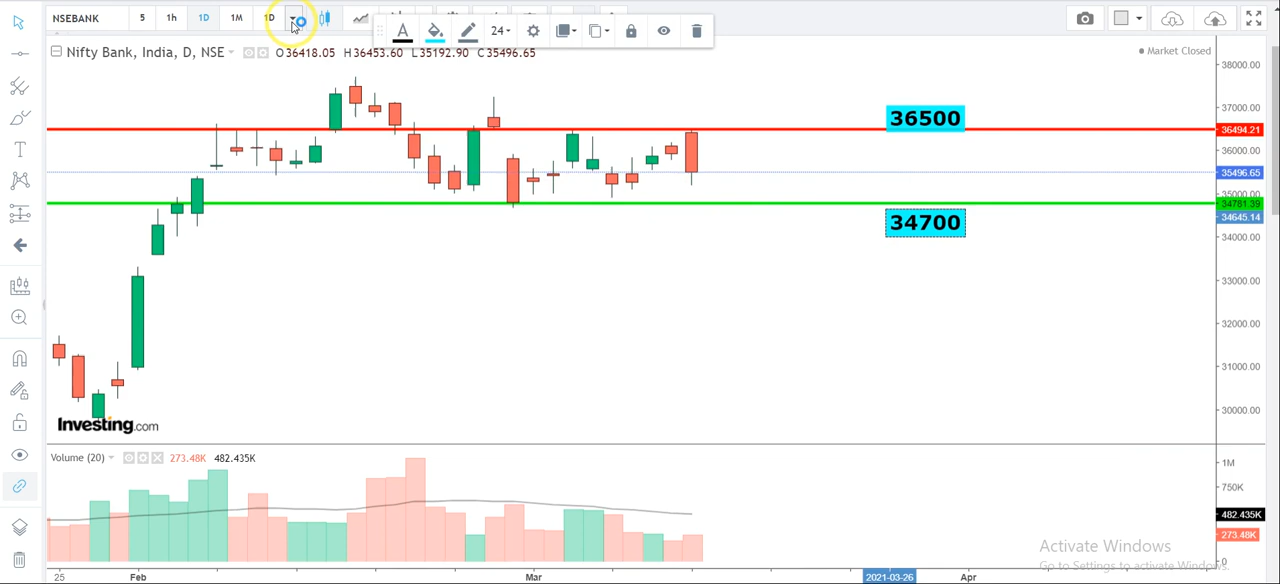 NSEBANK 5 1h 1D 1M 1D 24
Nifty Bank, India, D, NSE O36418.05 H36453.60 L35192.90 C35496.65
Market Closed
38000.00
37000.00
36500
36494.21
36000.00
35496.65
35000.00
34781.39
34645.14
34700
34000.00
33000.00
32000.00
31000.00
30000.00
Investing.com
Volume (20) 273.48K 482.435K
1M
750K
482.435K
273.48K
0
Activate Windows
Go to Settings to activate Windows.
25 Feb Mar 2021-03-26 Apr